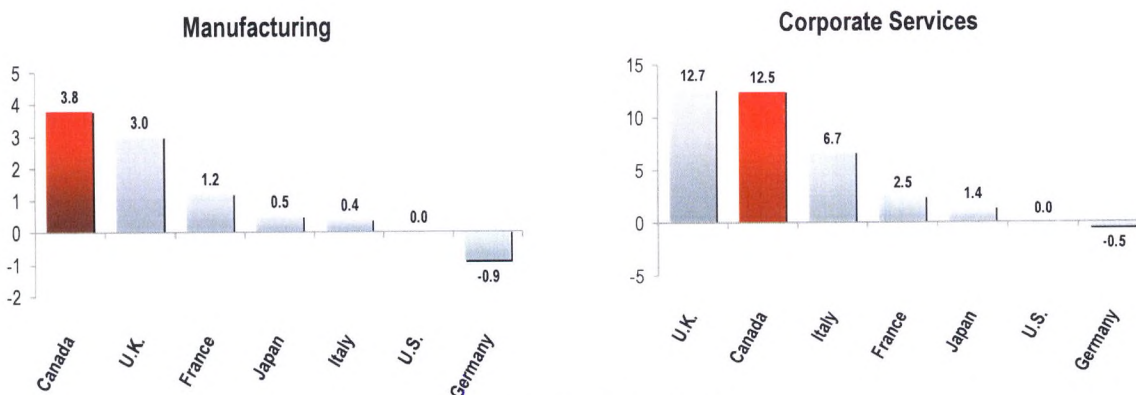 Manufacturing
5
4
3
2
1
0
-1
-2
3.8
3.0
1.2
0.5
0.4
0.0
-0.9
Canada
U.K.
France
Japan
Italy
U.S.
Germany
Corporate Services
15
10
5
0
-5
12.7
12.5
6.7
2.5
1.4
0.0
-0.5
U.K.
Canada
Italy
France
Japan
U.S.
Germany